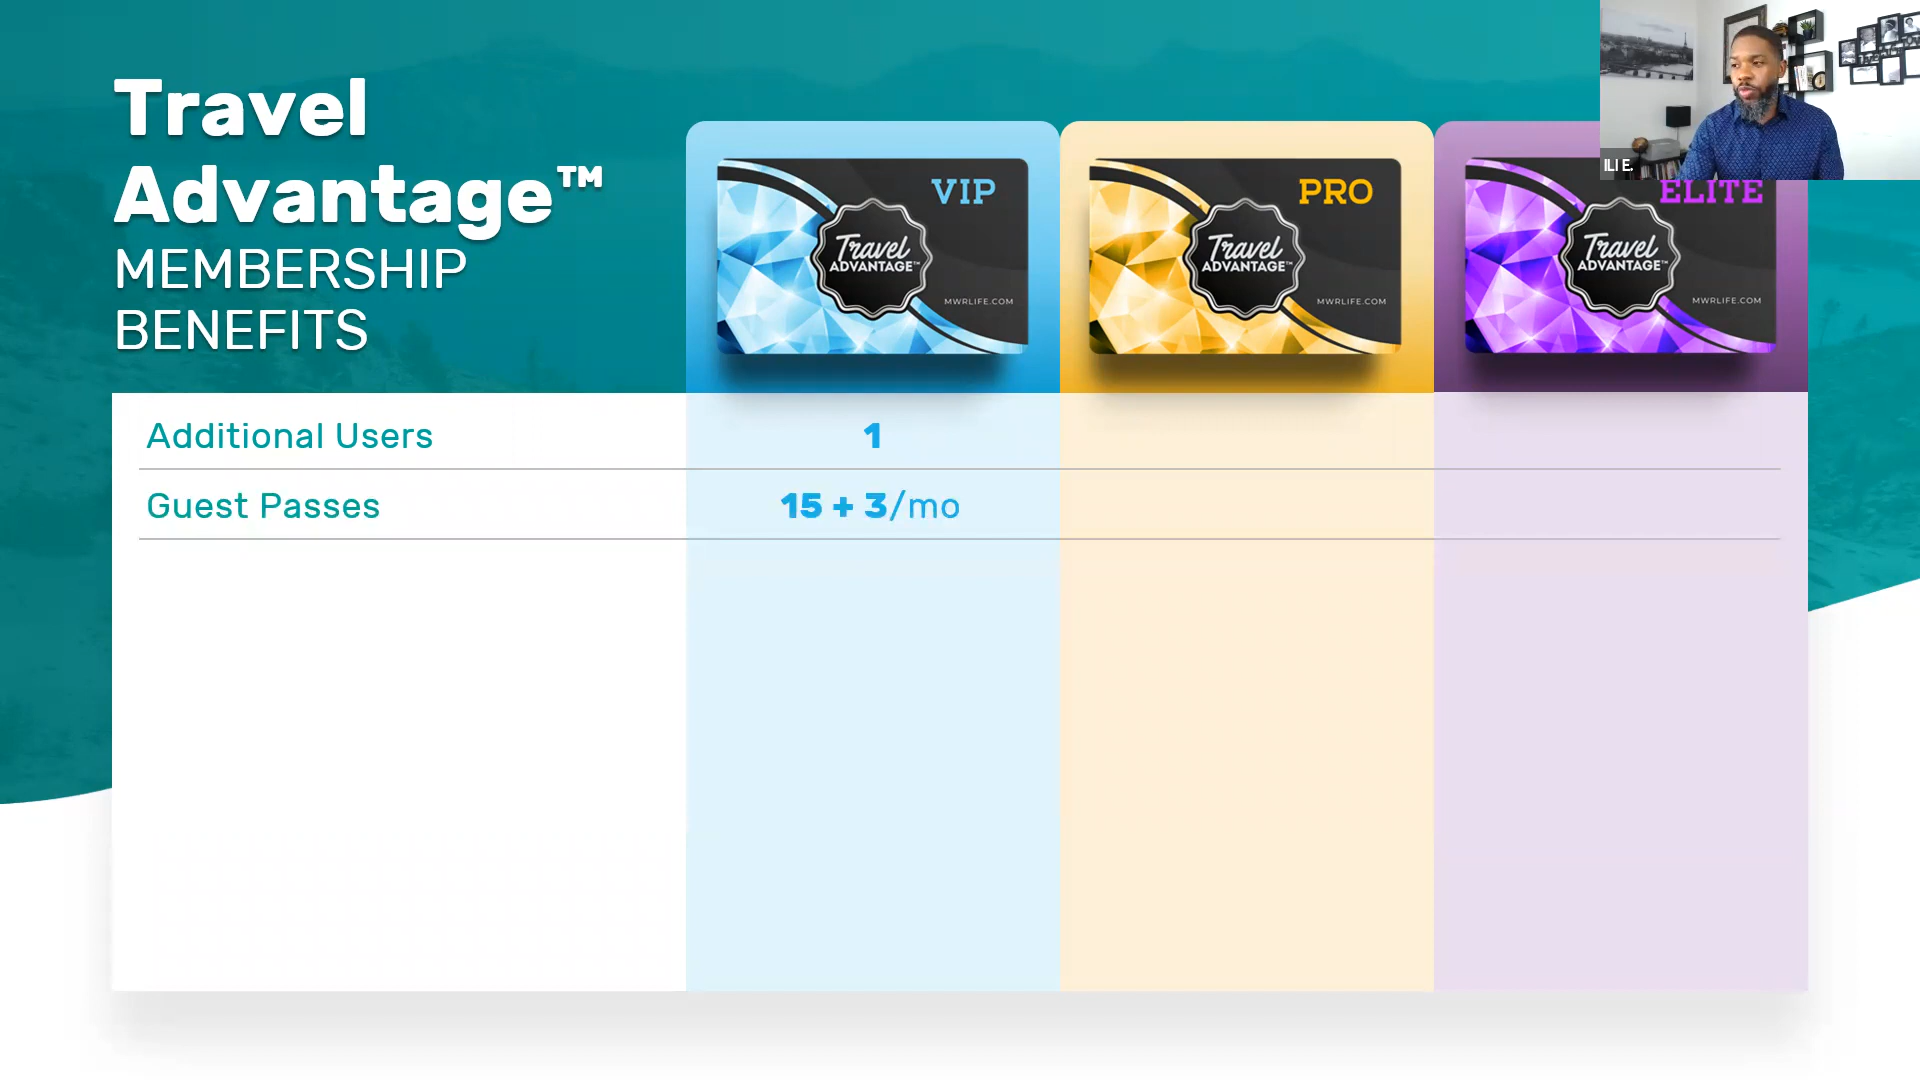 Travel
Advantage™
MEMBERSHIP
BENEFITS
VIP
Travel
ADVANTAGE™
MWRLIFE.COM
PRO
Travel
ADVANTAGE™
MWRLIFE.COM
ELITE
Travel
ADVANTAGE™
MWRLIFE.COM
ILI E.
Additional Users 1
Guest Passes 15 + 3/mo